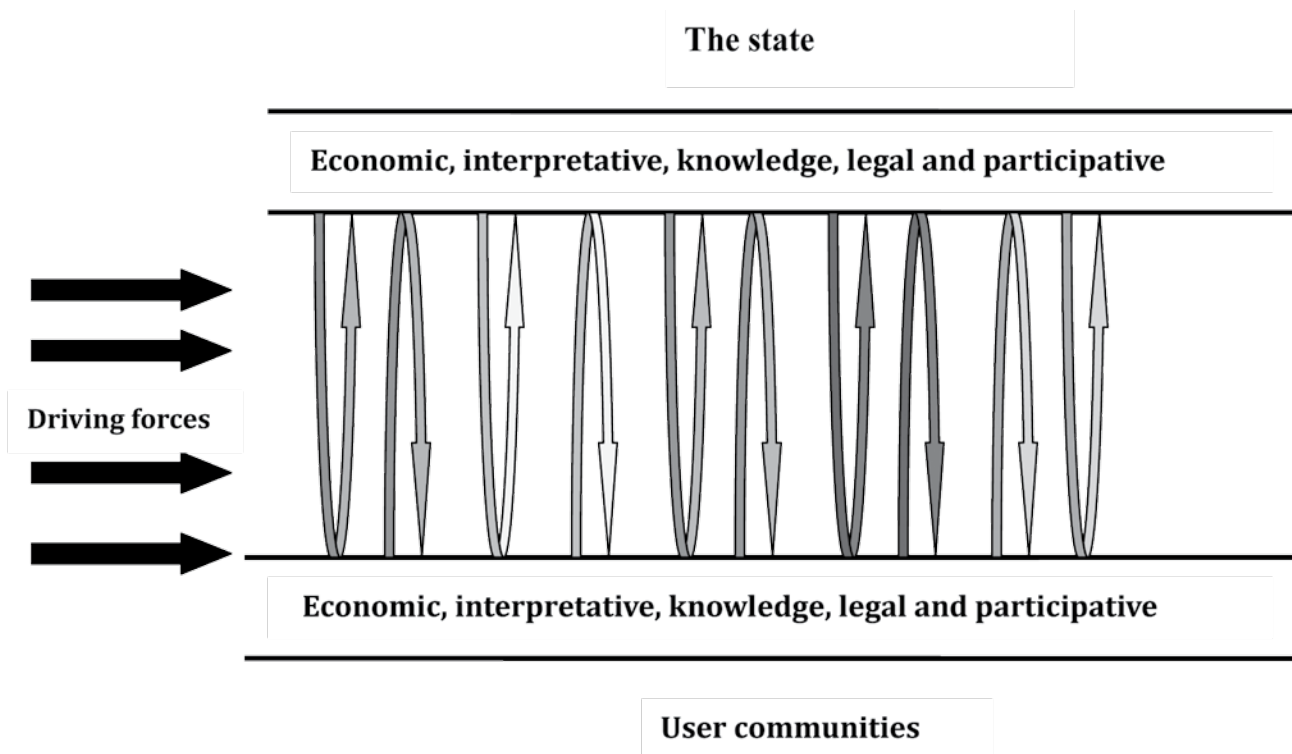 The state
Economic, interpretative, knowledge, legal and participative
Driving forces
Economic, interpretative, knowledge, legal and participative
User communities